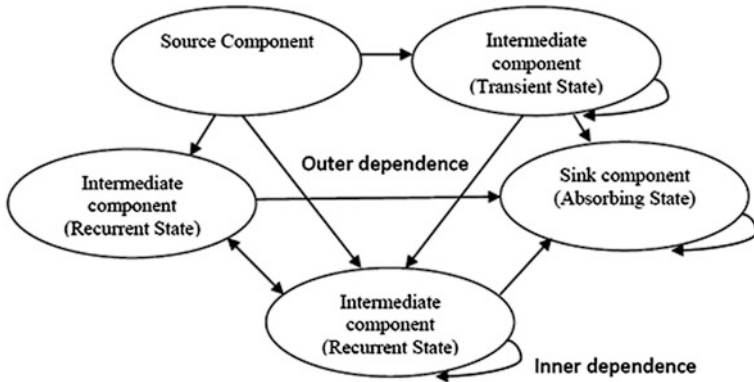 Source Component
Intermediate
component
(Transient State)
Outer dependence
Intermediate
component
(Recurrent State)
Sink component
(Absorbing State)
Intermediate
component
(Recurrent State)
Inner dependence